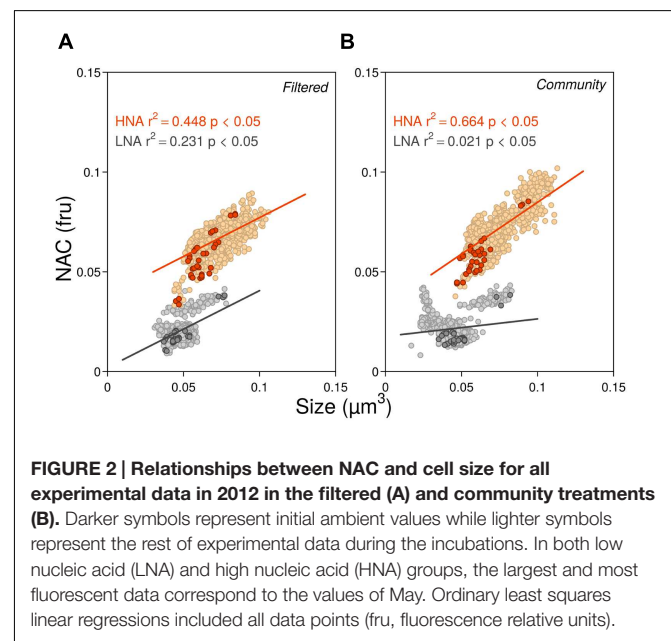 A
B
0.15
Filtered
HNA r² = 0.448 p < 0.05
LNA r² = 0.231 p < 0.05
0.1
0.05
0
NAC (fru)
0
0.05
0.1
0.15
0.15
Community
HNA r² = 0.664 p < 0.05
LNA r² = 0.021 p < 0.05
0.1
0.05
0
0
0.05
0.1
0.15
Size (µm³)
FIGURE 2 | Relationships between NAC and cell size for all
experimental data in 2012 in the filtered (A) and community treatments
(B). Darker symbols represent initial ambient values while lighter symbols
represent the rest of experimental data during the incubations. In both low
nucleic acid (LNA) and high nucleic acid (HNA) groups, the largest and most
fluorescent data correspond to the values of May. Ordinary least squares
linear regressions included all data points (fru, fluorescence relative units).